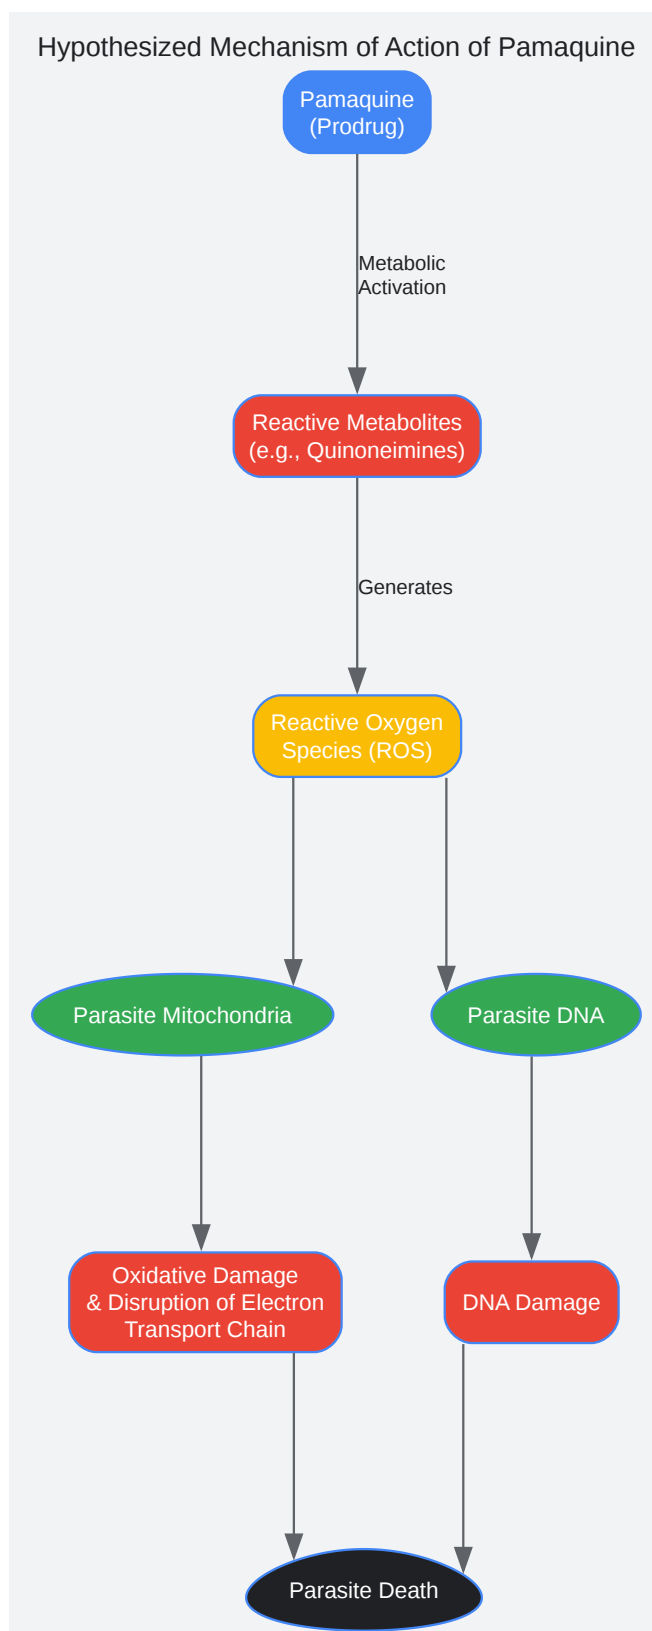 Hypothesized Mechanism of Action of Pamaquine
Pamaquine
(Prodrug)
Metabolic
Activation
Reactive Metabolites
(e.g., Quinoneimines)
Generates
Reactive Oxygen
Species (ROS)
Parasite Mitochondria
Parasite DNA
Oxidative Damage
& Disruption of Electron
Transport Chain
DNA Damage
Parasite Death